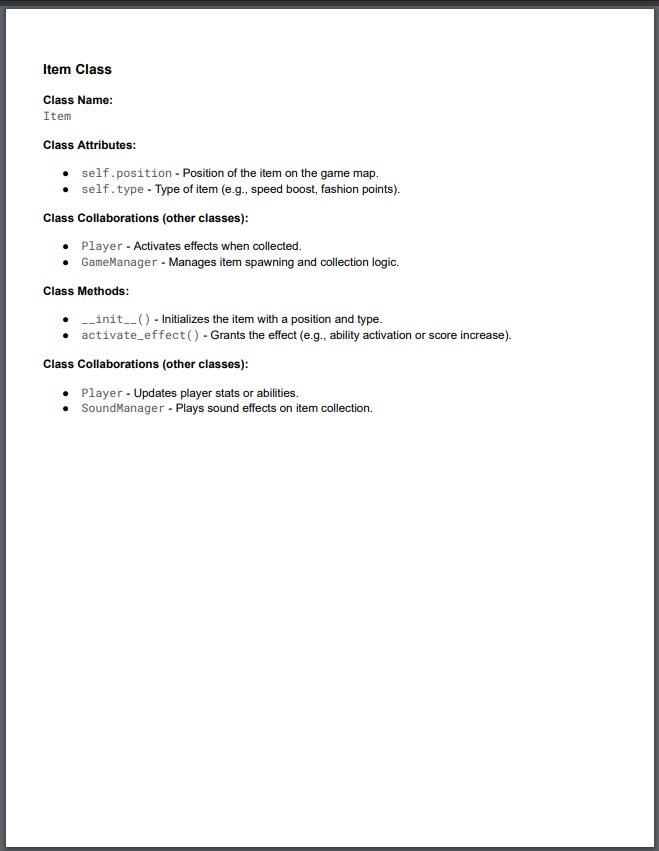 Item Class
Class Name:
Item
Class Attributes:
● self.position - Position of the item on the game map.
● self.type - Type of item (e.g., speed boost, fashion points).
Class Collaborations (other classes):
● Player - Activates effects when collected.
● GameManager - Manages item spawning and collection logic.
Class Methods:
● __init__() - Initializes the item with a position and type.
● activate_effect() - Grants the effect (e.g., ability activation or score increase).
Class Collaborations (other classes):
● Player - Updates player stats or abilities.
● SoundManager - Plays sound effects on item collection.